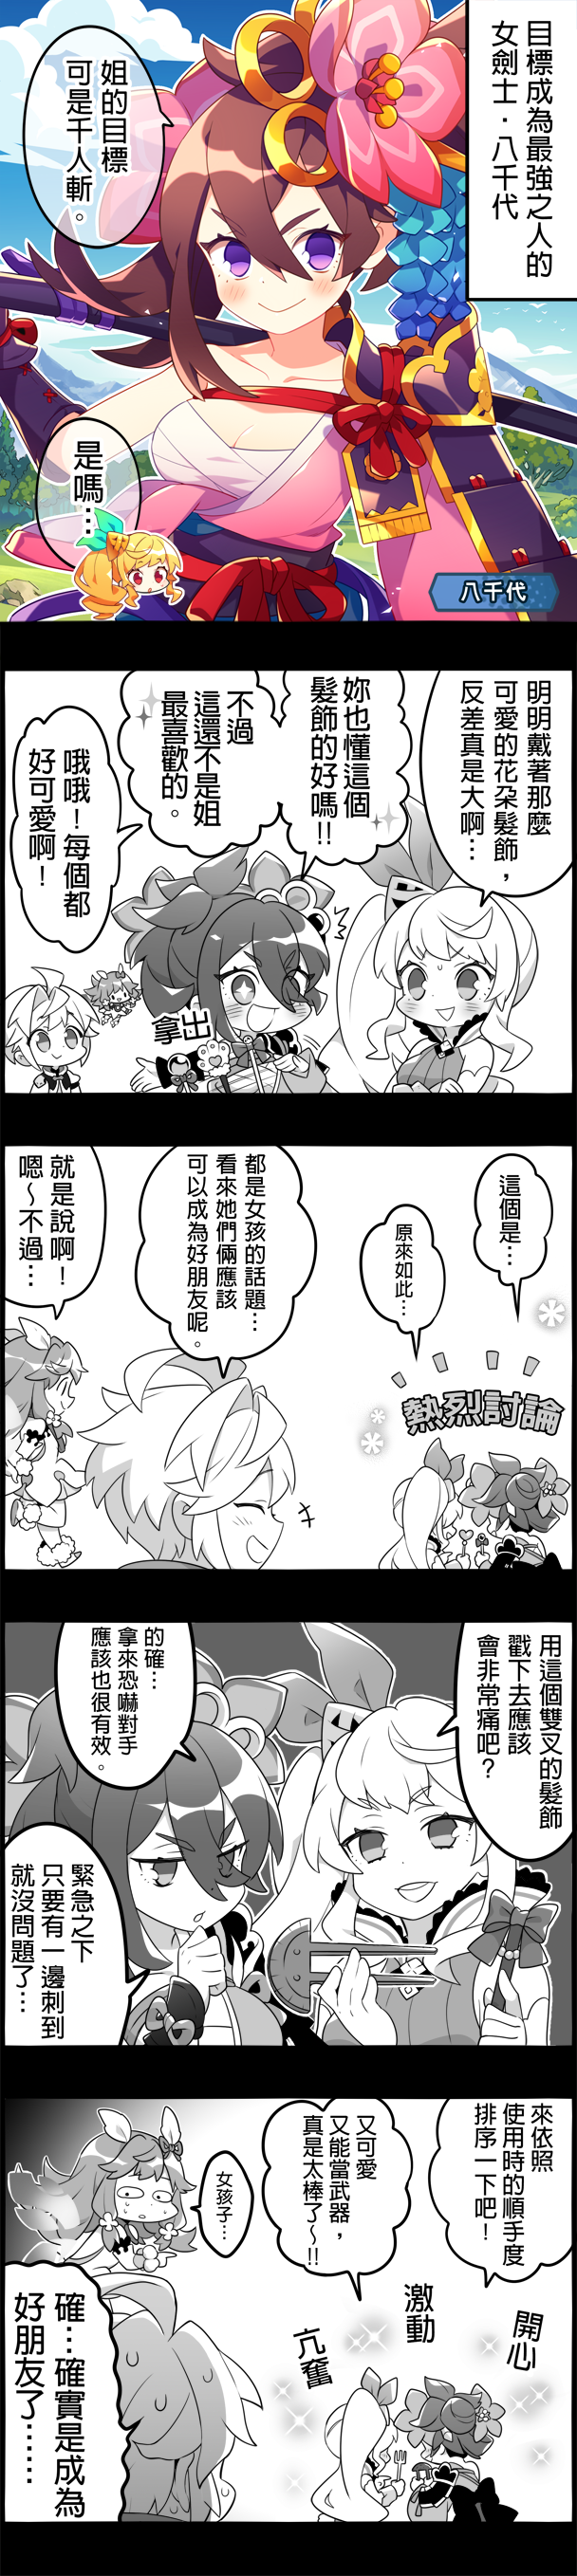 目標成為最強之人的
女劍士．八千代
姐的目標
可是千人斬。
是嗎…
八千代
明明戴著那麼
可愛的花朵髮飾，
反差真是大啊…
妳也懂這個
髮飾的好嗎!!
不過
這還不是姐
最喜歡的。
拿出
哦哦！每個都
好可愛啊！
這個是…
原來如此…
熱烈討論
都是女孩的話題…
看來她們倆應該
可以成為好朋友呢。
就是說啊！
嗯～不過…
用這個雙叉的髮飾
戳下去應該
會非常痛吧？
的確…
拿來恐嚇對手
應該也很有效。
緊急之下
只要有一邊刺到
就沒問題了…
來依照
使用時的順手度
排序一下吧！
又可愛
又能當武器，
真是太棒了～!!
開心
激動
亢奮
女孩子…
確…確實是成為
好朋友了……